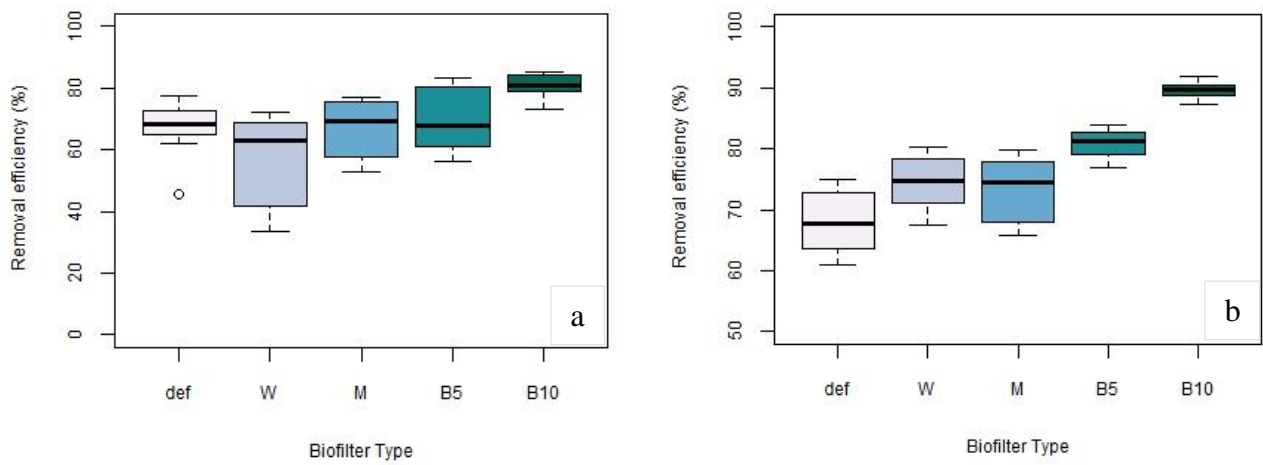 Removal efficiency (%)
100
80
60
40
20
0
a
def W M B5 B10
Biofilter Type
Removal efficiency (%)
100
90
80
70
60
50
b
def W M B5 B10
Biofilter Type